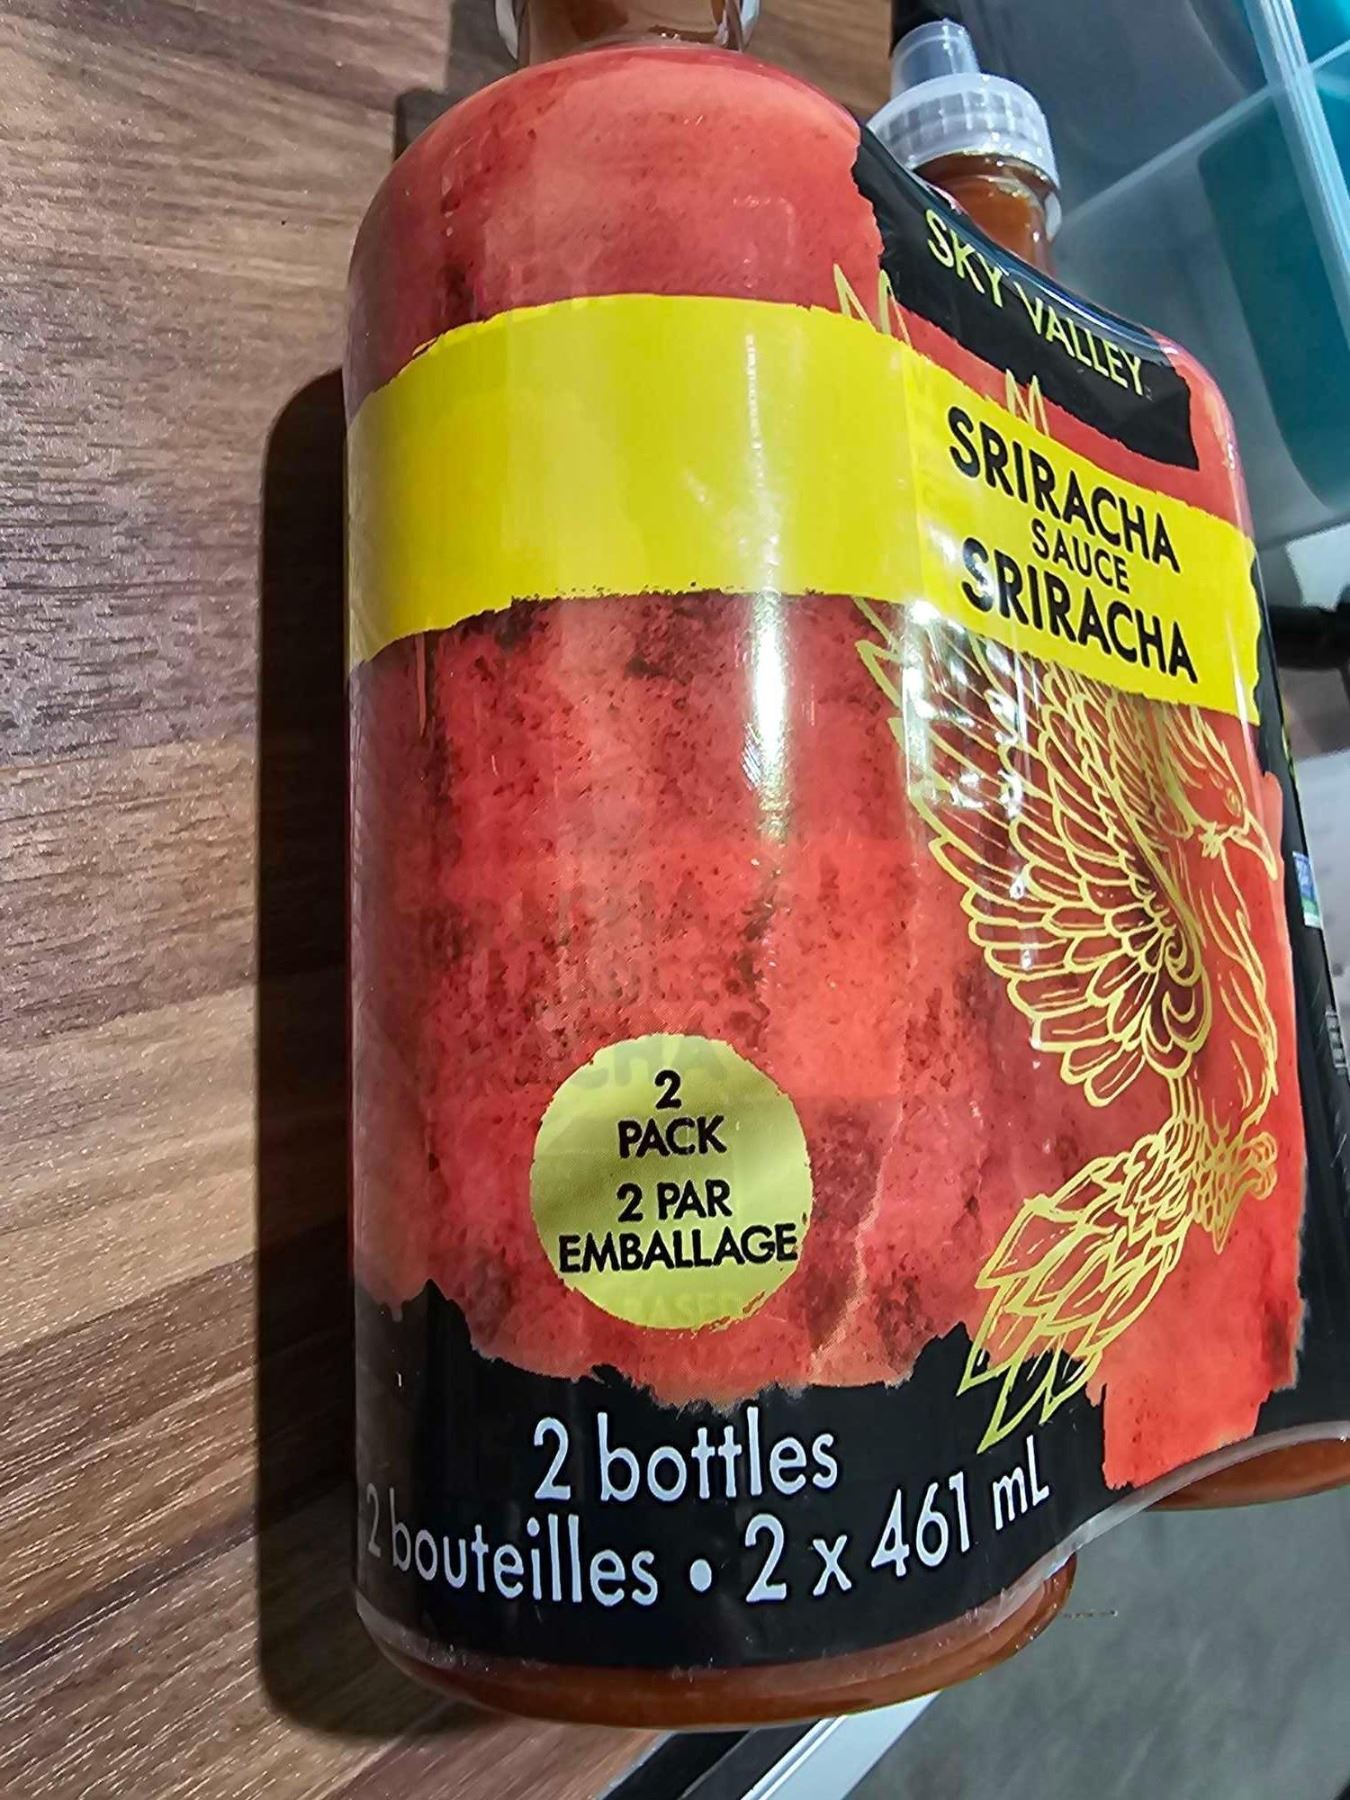 SKY VALLEY
SRIRACHA
SAUCE
SRIRACHA
2
PACK
2 PAR
EMBALLAGE
2 bottles
2 bouteilles • 2 x 461 mL